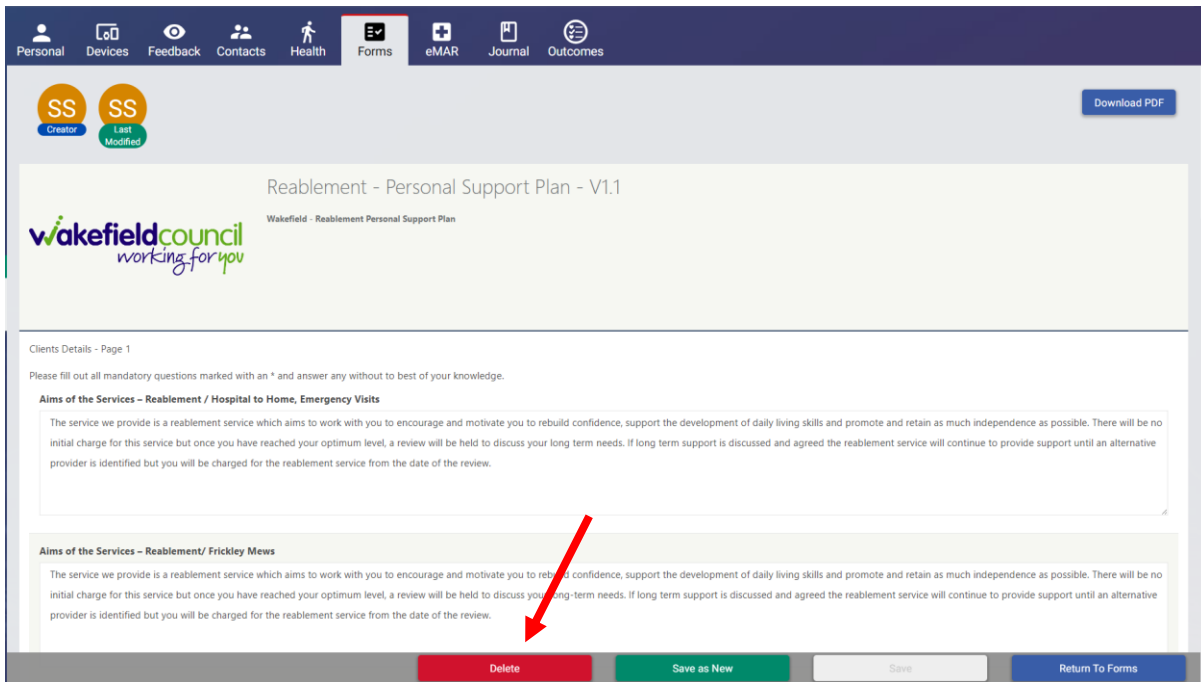 Personal Devices Feedback Contacts Health Forms eMAR Journal Outcomes
SS SS
Creator Last
Modified
Download PDF
Reablement - Personal Support Plan - V1.1
Wakefield - Reablement Personal Support Plan
wakefieldcouncil
working for you
Clients Details - Page 1
Please fill out all mandatory questions marked with an * and answer any without to best of your knowledge.
Aims of the Services – Reablement / Hospital to Home, Emergency Visits
The service we provide is a reablement service which aims to work with you to encourage and motivate you to rebuild confidence, support the development of daily living skills and promote and retain as much independence as possible. There will be no
initial charge for this service but once you have reached your optimum level, a review will be held to discuss your long term needs. If long term support is discussed and agreed the reablement service will continue to provide support until an alternative
provider is identified but you will be charged for the reablement service from the date of the review.
Aims of the Services – Reablement/ Frickley Mews
The service we provide is a reablement service which aims to work with you to encourage and motivate you to rebuild confidence, support the development of daily living skills and promote and retain as much independence as possible. There will be no
initial charge for this service but once you have reached your optimum level, a review will be held to discuss your long-term needs. If long term support is discussed and agreed the reablement service will continue to provide support until an alternative
provider is identified but you will be charged for the reablement service from the date of the review.
Delete Save as New Save Return To Forms